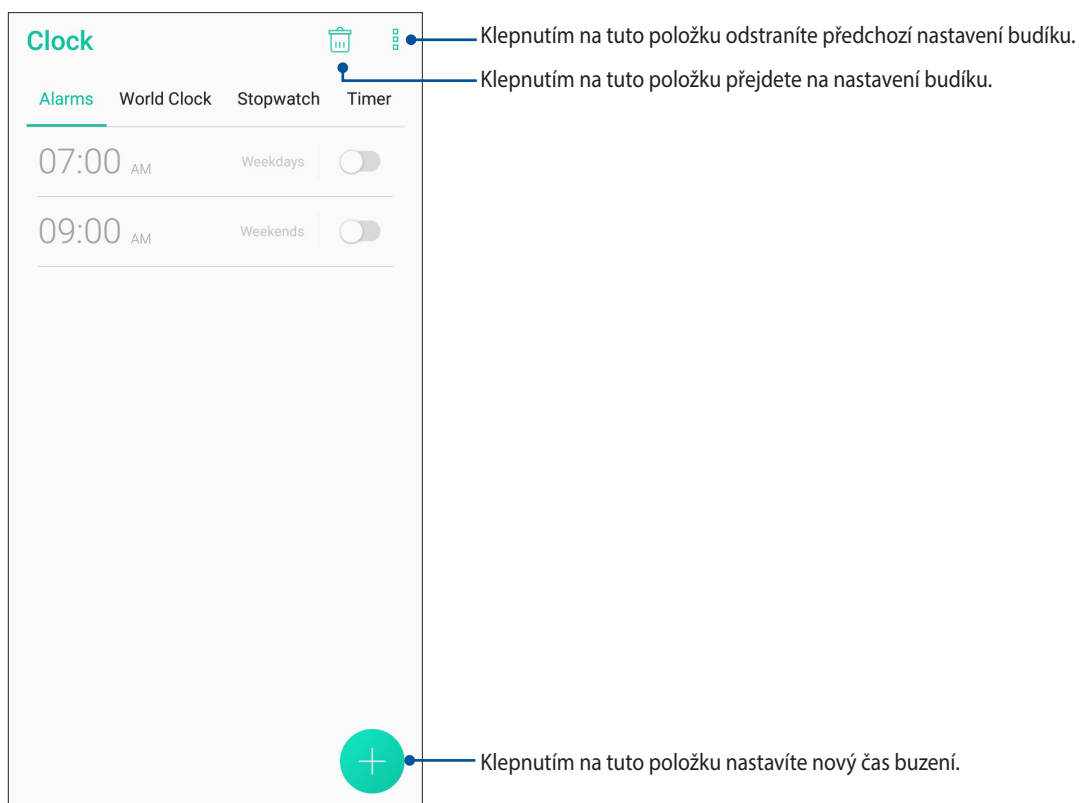 Clock
Klepnutím na tuto položku odstraníte předchozí nastavení budíku.
Klepnutím na tuto položku přejdete na nastavení budíku.
Alarms World Clock Stopwatch Timer
07:00 AM Weekdays
09:00 AM Weekends
Klepnutím na tuto položku nastavíte nový čas buzení.